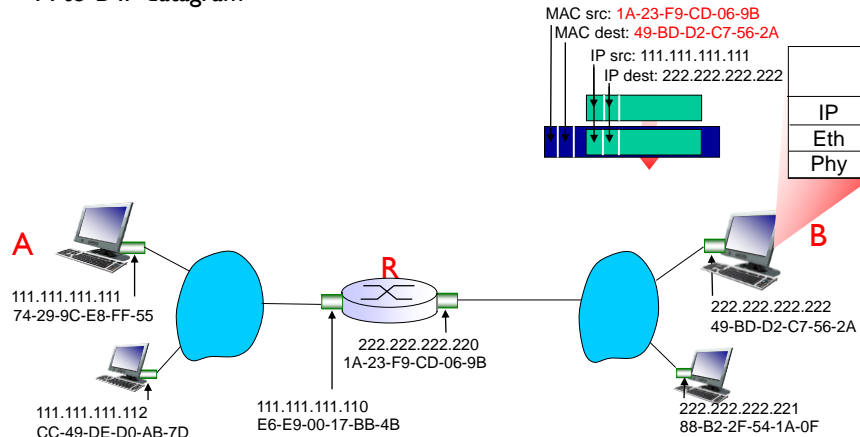 MAC src: 1A-23-F9-CD-06-9B
MAC dest: 49-BD-D2-C7-56-2A
IP src: 111.111.111.111
IP dest: 222.222.222.222
IP
Eth
Phy
A
R
B
111.111.111.111
74-29-9C-E8-FF-55
222.222.222.220
1A-23-F9-CD-06-9B
222.222.222.222
49-BD-D2-C7-56-2A
111.111.111.112
CC-49-DE-D0-AB-7D
111.111.111.110
E6-E9-00-17-BB-4B
222.222.222.221
88-B2-2F-54-1A-0F